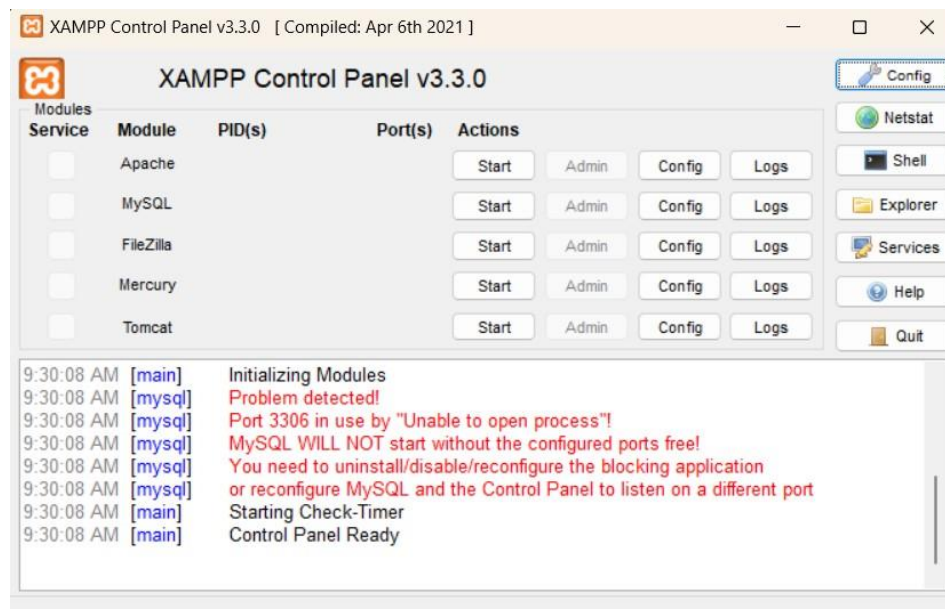 XAMPP Control Panel v3.3.0 [ Compiled: Apr 6th 2021 ]
XAMPP Control Panel v3.3.0
Config
Modules
Service Module PID(s) Port(s) Actions
Netstat
Apache Start Admin Config Logs
Shell
MySQL Start Admin Config Logs
Explorer
FileZilla Start Admin Config Logs
Services
Mercury Start Admin Config Logs
Help
Tomcat Start Admin Config Logs
Quit
9:30:08 AM [main] Initializing Modules
9:30:08 AM [mysql] Problem detected!
9:30:08 AM [mysql] Port 3306 in use by "Unable to open process"!
9:30:08 AM [mysql] MySQL WILL NOT start without the configured ports free!
9:30:08 AM [mysql] You need to uninstall/disable/reconfigure the blocking application
9:30:08 AM [mysql] or reconfigure MySQL and the Control Panel to listen on a different port
9:30:08 AM [main] Starting Check-Timer
9:30:08 AM [main] Control Panel Ready